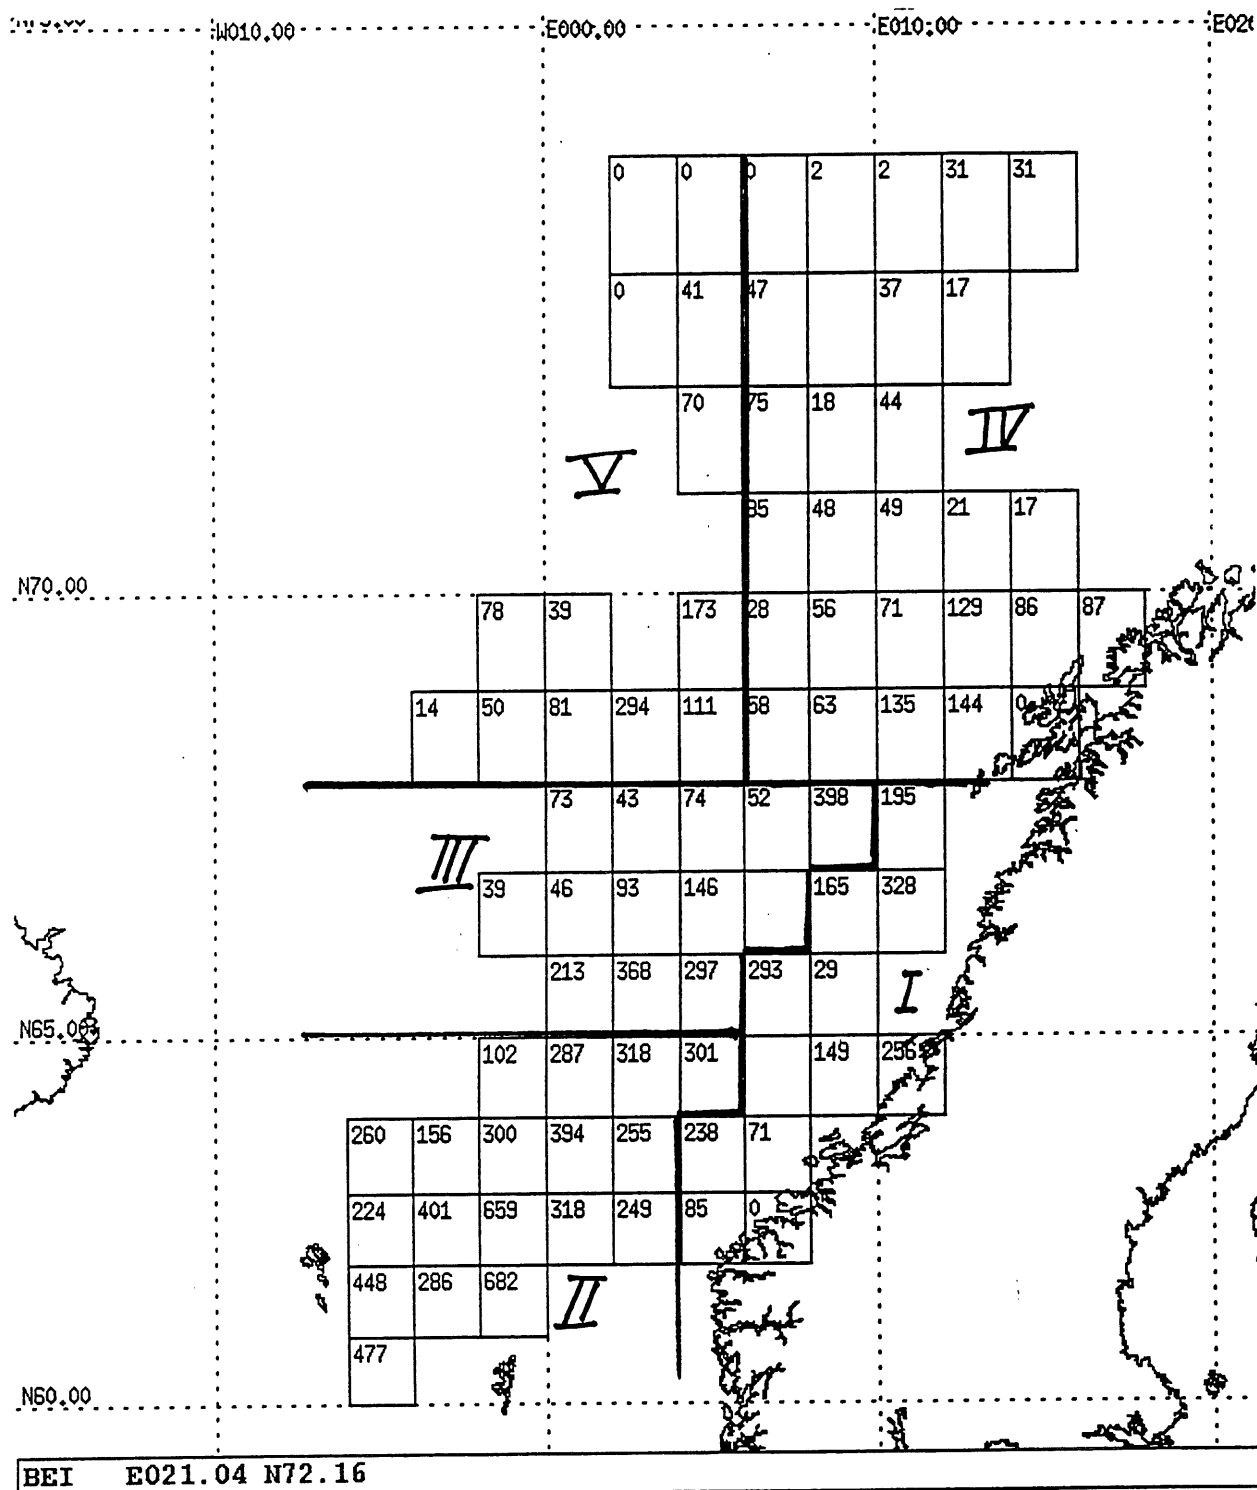 W010.00 E000.00 E010.00
0 0 0 2 2 31 31
0 41 47 37 17
70 75 18 44
IV
V
85 48 49 21 17
N70.00
78 39 173 28 56 71 129 86 87
14 50 81 294 111 68 63 135 144 0
73 43 74 52 398 195
III
39 46 93 146 165 328
213 368 297 293 29
I
N65.00
102 287 318 301 149 256
260 156 300 394 255 238 71
224 401 659 318 249 85 0
448 286 682
II
477
N60.00
BEI E021.04 N72.16